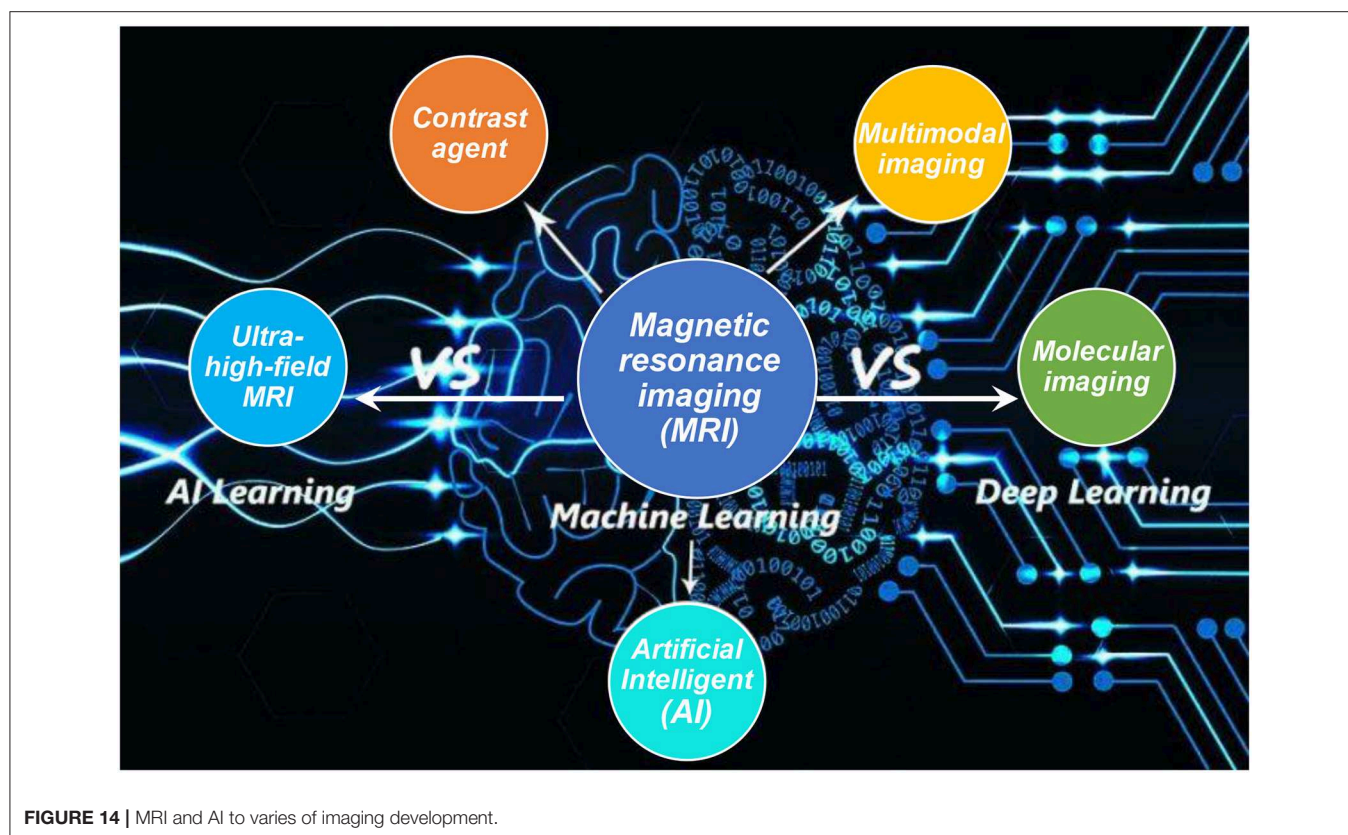 Contrast
agent
Multimodal
imaging
Ultra-
high-field
MRI
VS
Magnetic
resonance
imaging
(MRI)
VS
Molecular
imaging
AI Learning
Machine Learning
Deep Learning
Artificial
Intelligent
(AI)
FIGURE 14 | MRI and AI to varies of imaging development.